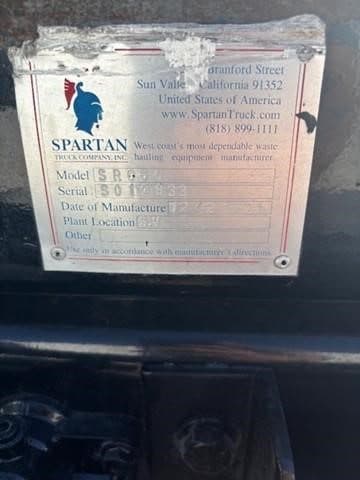 Branford Street
Sun Valley, California 91352
United States of America
www.SpartanTruck.com
(818) 899-1111
SPARTAN
TRUCK COMPANY, INC.
West coast's most dependable waste
hauling equipment manufacturer.
Model
Serial
Date of Manufacture
Plant Location
Other
Use only in accordance with manufacturer's directions